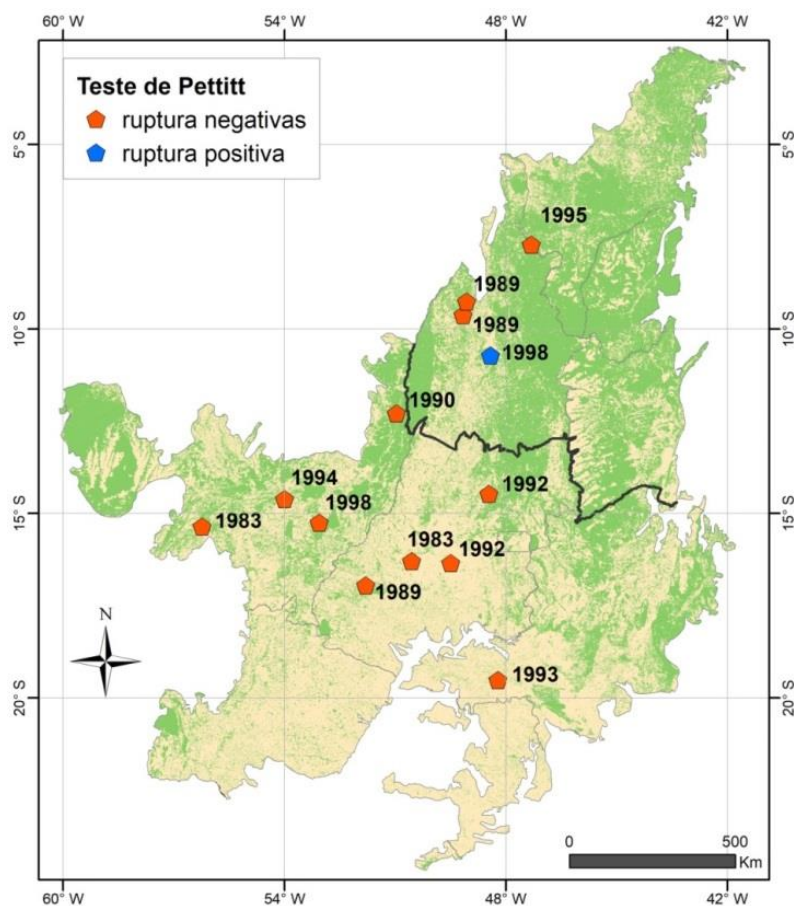 60° W
54° W
48° W
42° W
Teste de Pettitt
ruptura negativas
ruptura positiva
5° S
5° S
1995
1989
1989
10° S
10° S
1998
1990
1994
1992
1998
15° S
15° S
1983
1983
1992
1989
N
1993
20° S
20° S
0
500
Km
60° W
54° W
48° W
42° W